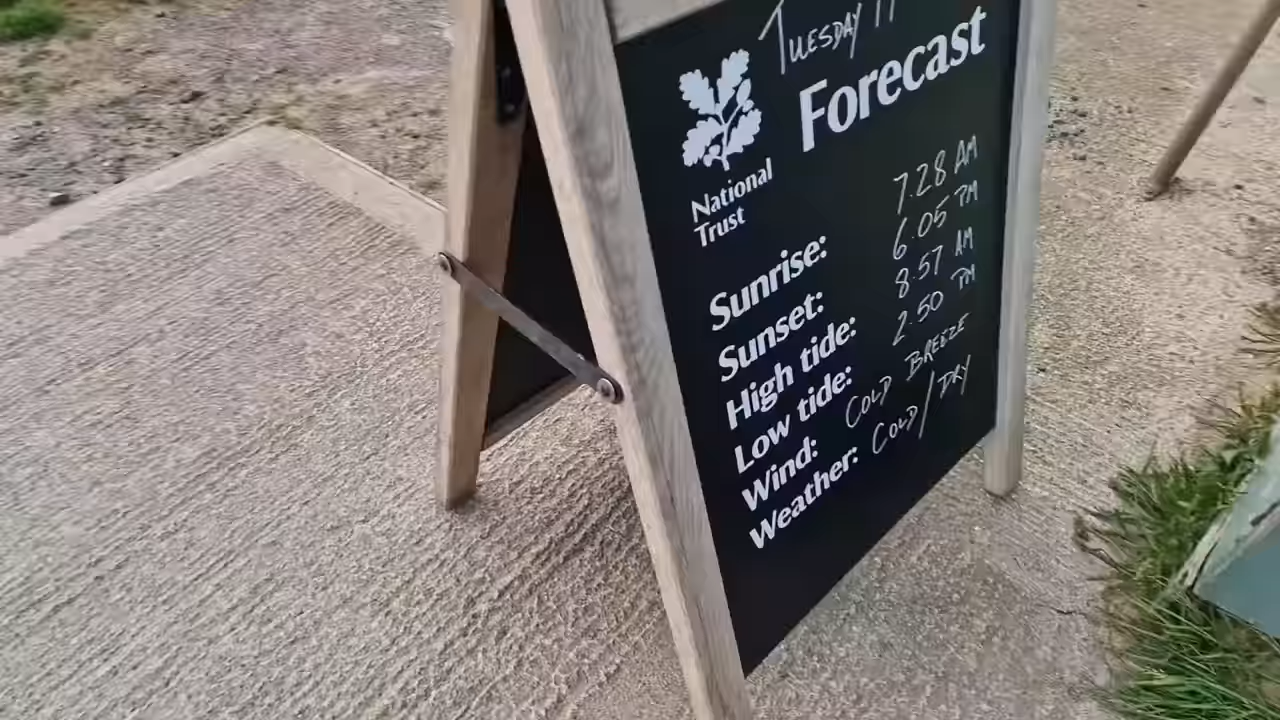 Tuesday
Forecast
National
Trust
Sunrise: 7.28 AM
Sunset: 6.05 PM
High tide: 8.57 AM
Low tide: 2.50 PM
Wind: COLD BREEZE
Weather: COLD/DRY